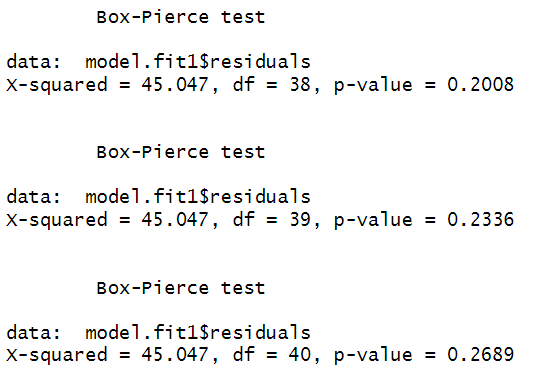 Box-Pierce test
data:  model.fit1$residuals
X-squared = 45.047, df = 38, p-value = 0.2008
Box-Pierce test
data:  model.fit1$residuals
X-squared = 45.047, df = 39, p-value = 0.2336
Box-Pierce test
data:  model.fit1$residuals
X-squared = 45.047, df = 40, p-value = 0.2689